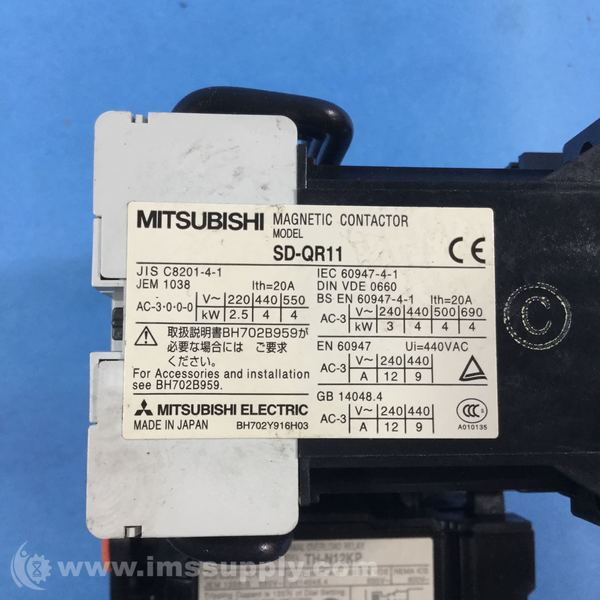 MITSUBISHI MAGNETIC CONTACTOR
MODEL SD-QR11
CE
JIS C8201-4-1
JEM 1038 Ith=20A
AC-3-0-0-0 V~ 220 440 550
kW 2.5 4 4
取扱説明書BH702B959が
必要な場合には ご要求
ください。
For Accessories and installation
see BH702B959.
MITSUBISHI ELECTRIC
MADE IN JAPAN BH702Y916H03
IEC 60947-4-1
DIN VDE 0660
BS EN 60947-4-1 Ith=20A
AC-3 V~ 240 440 500 690
kW 3 4 4 4
EN 60947 Ui=440VAC
AC-3 V~ 240 440
A 12 9
GB 14048.4
AC-3 V~ 240 440
A 12 9
CCC
A010135
C
OVERLOAD RELAY
TH-N12KP
© www.imssupply.com